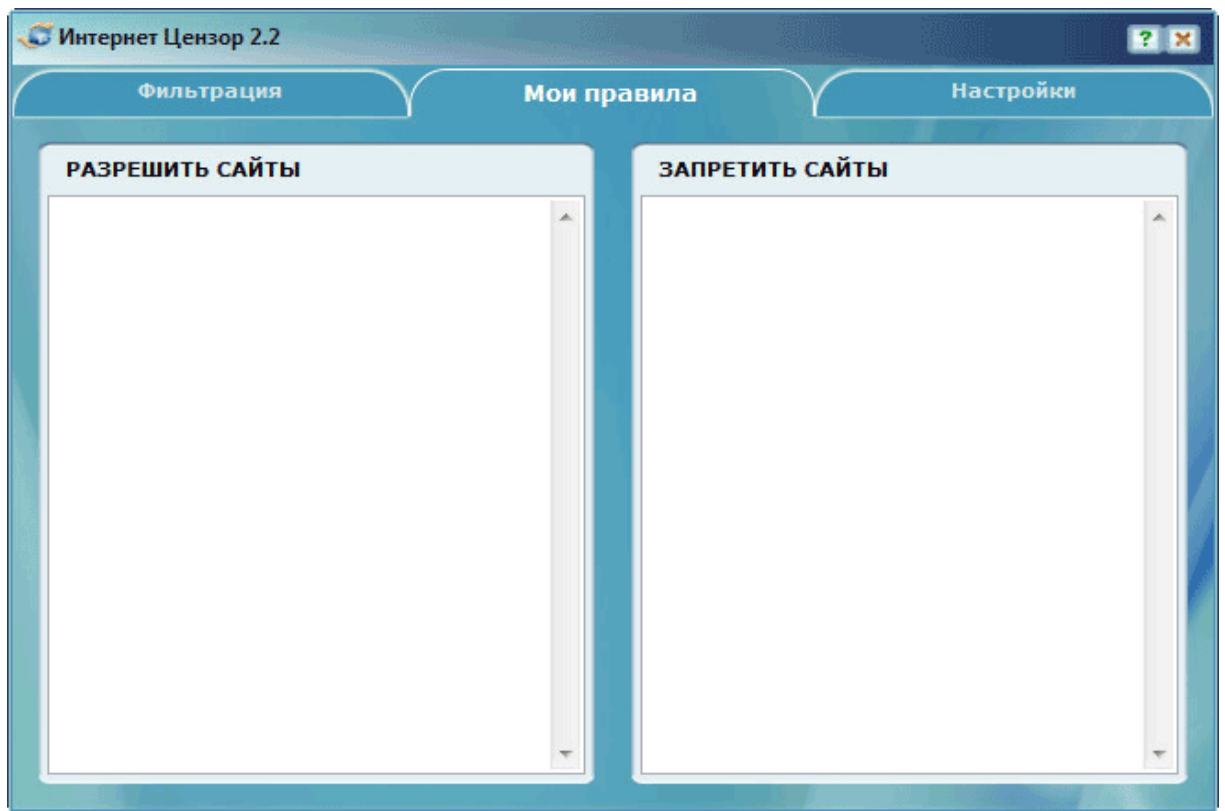 Интернет Цензор 2.2
?
Фильтрация
Мои правила
Настройки
РАЗРЕШИТЬ САЙТЫ
ЗАПРЕТИТЬ САЙТЫ